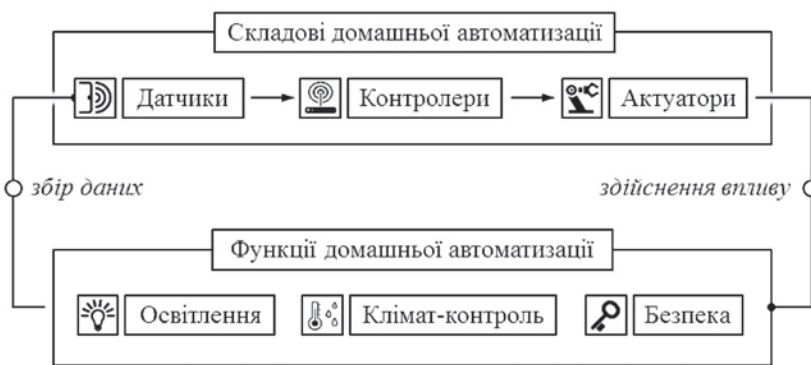 Складові домашньої автоматизації
Датчики
Контролери
Актуатори
збір даних
здійснення впливу
Функції домашньої автоматизації
Освітлення
Клімат-контроль
Безпека